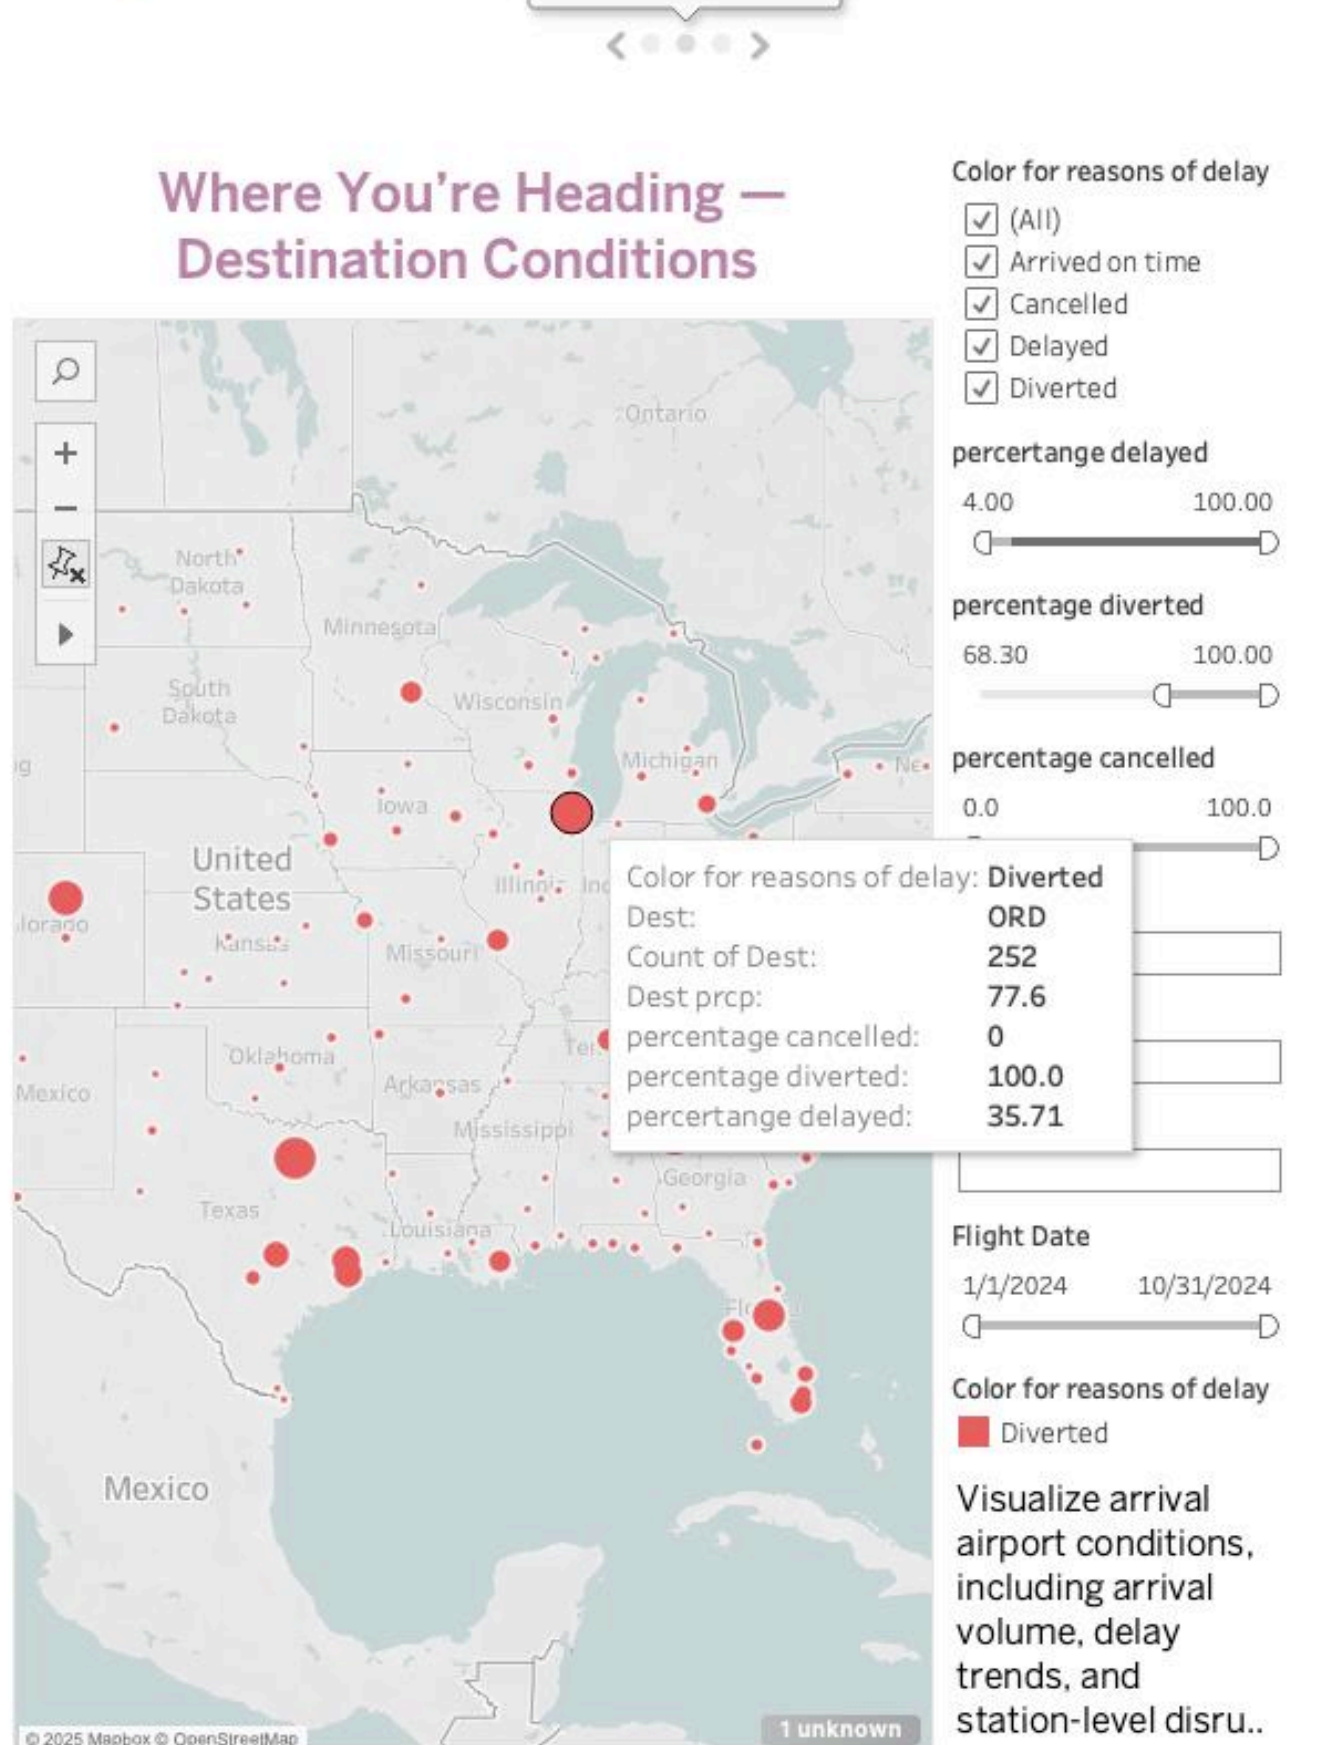 Where You're Heading —
Destination Conditions
Color for reasons of delay
(All)
Arrived on time
Cancelled
Delayed
Diverted
percertange delayed
4.00 100.00
percentage diverted
68.30 100.00
percentage cancelled
0.0 100.0
Ontario
North
Dakota
Minnesota
South
Dakota
Wisconsin
Michigan
Ne
Iowa
United
States
Illinois
Ind
lorado
Kansas
Missouri
Oklahoma
Ten
Mexico
Arkansas
Mississippi
Georgia
Texas
Louisiana
Mexico
Color for reasons of delay: Diverted
Dest: ORD
Count of Dest: 252
Dest prcp: 77.6
percentage cancelled: 0
percentage diverted: 100.0
percertange delayed: 35.71
Flight Date
1/1/2024 10/31/2024
Color for reasons of delay
Diverted
Visualize arrival
airport conditions,
including arrival
volume, delay
trends, and
station-level disru..
1 unknown
© 2025 Mapbox © OpenStreetMap